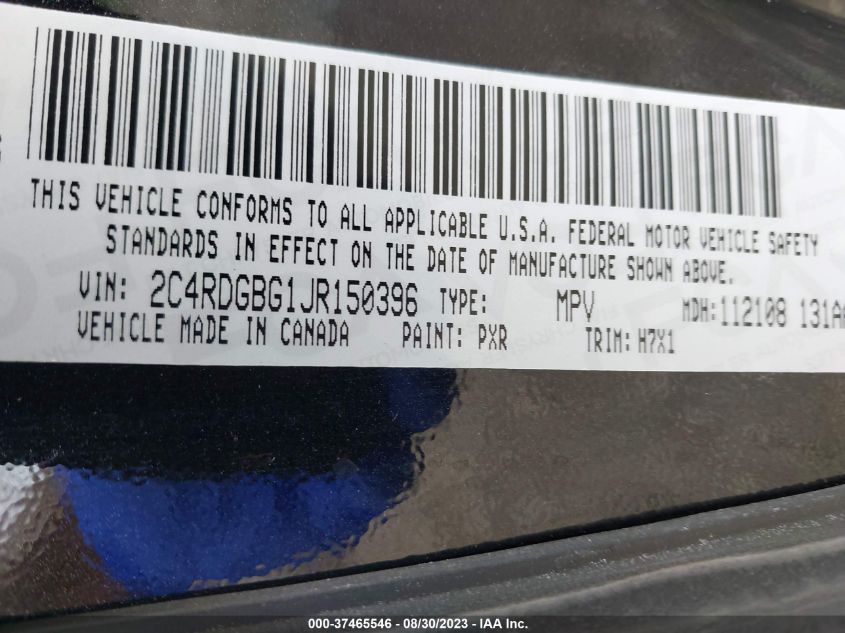 THIS VEHICLE CONFORMS TO ALL APPLICABLE U.S.A. FEDERAL MOTOR VEHICLE SAFETY
STANDARDS IN EFFECT ON THE DATE OF MANUFACTURE SHOWN ABOVE.
VIN: 2C4RDGBG1JR150396 TYPE: MPV MDH:112108 131AA
VEHICLE MADE IN CANADA PAINT: PXR TRIM: H7X1
000-37465546 - 08/30/2023 - IAA Inc.